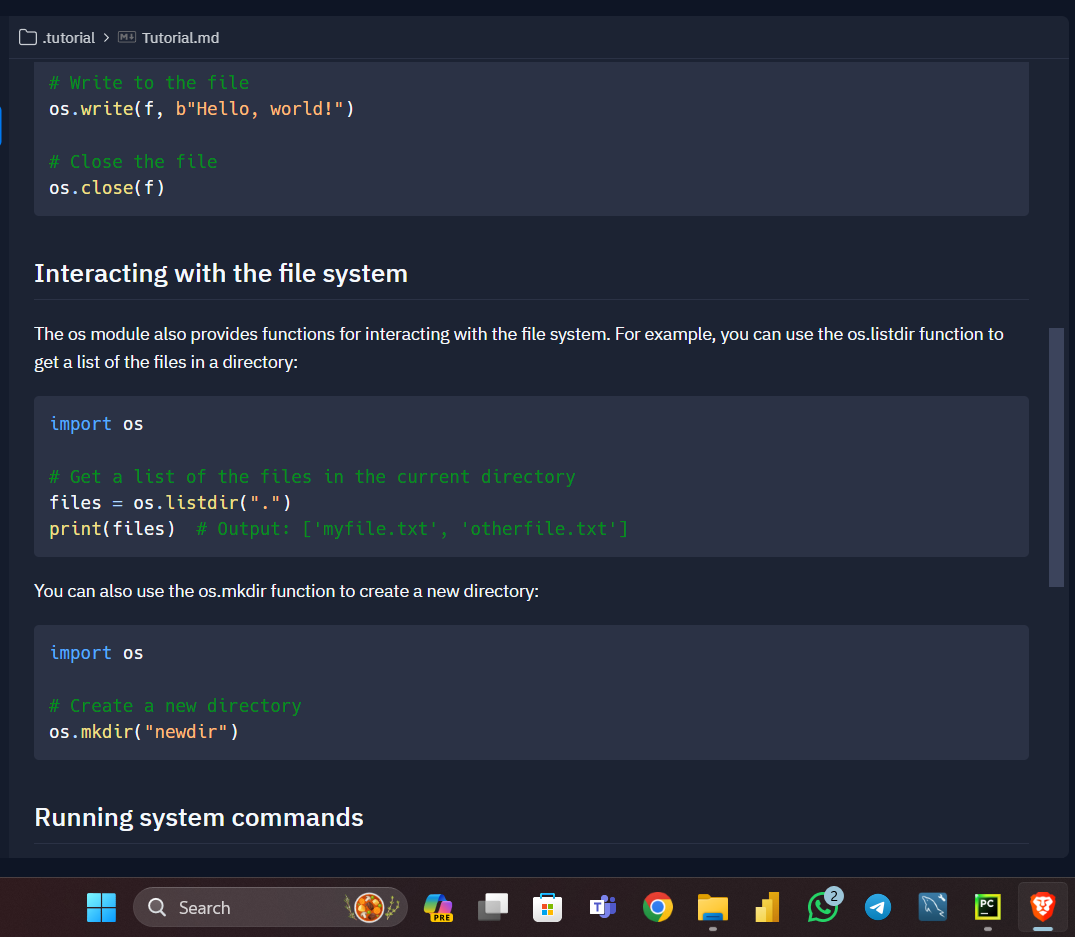 .tutorial > M↓ Tutorial.md
# Write to the file
os.write(f, b"Hello, world!")
# Close the file
os.close(f)
Interacting with the file system
The os module also provides functions for interacting with the file system. For example, you can use the os.listdir function to
get a list of the files in a directory:
import os
# Get a list of the files in the current directory
files = os.listdir(".")
print(files)  # Output: ['myfile.txt', 'otherfile.txt']
You can also use the os.mkdir function to create a new directory:
import os
# Create a new directory
os.mkdir("newdir")
Running system commands
Search
PRE
T
2
PC